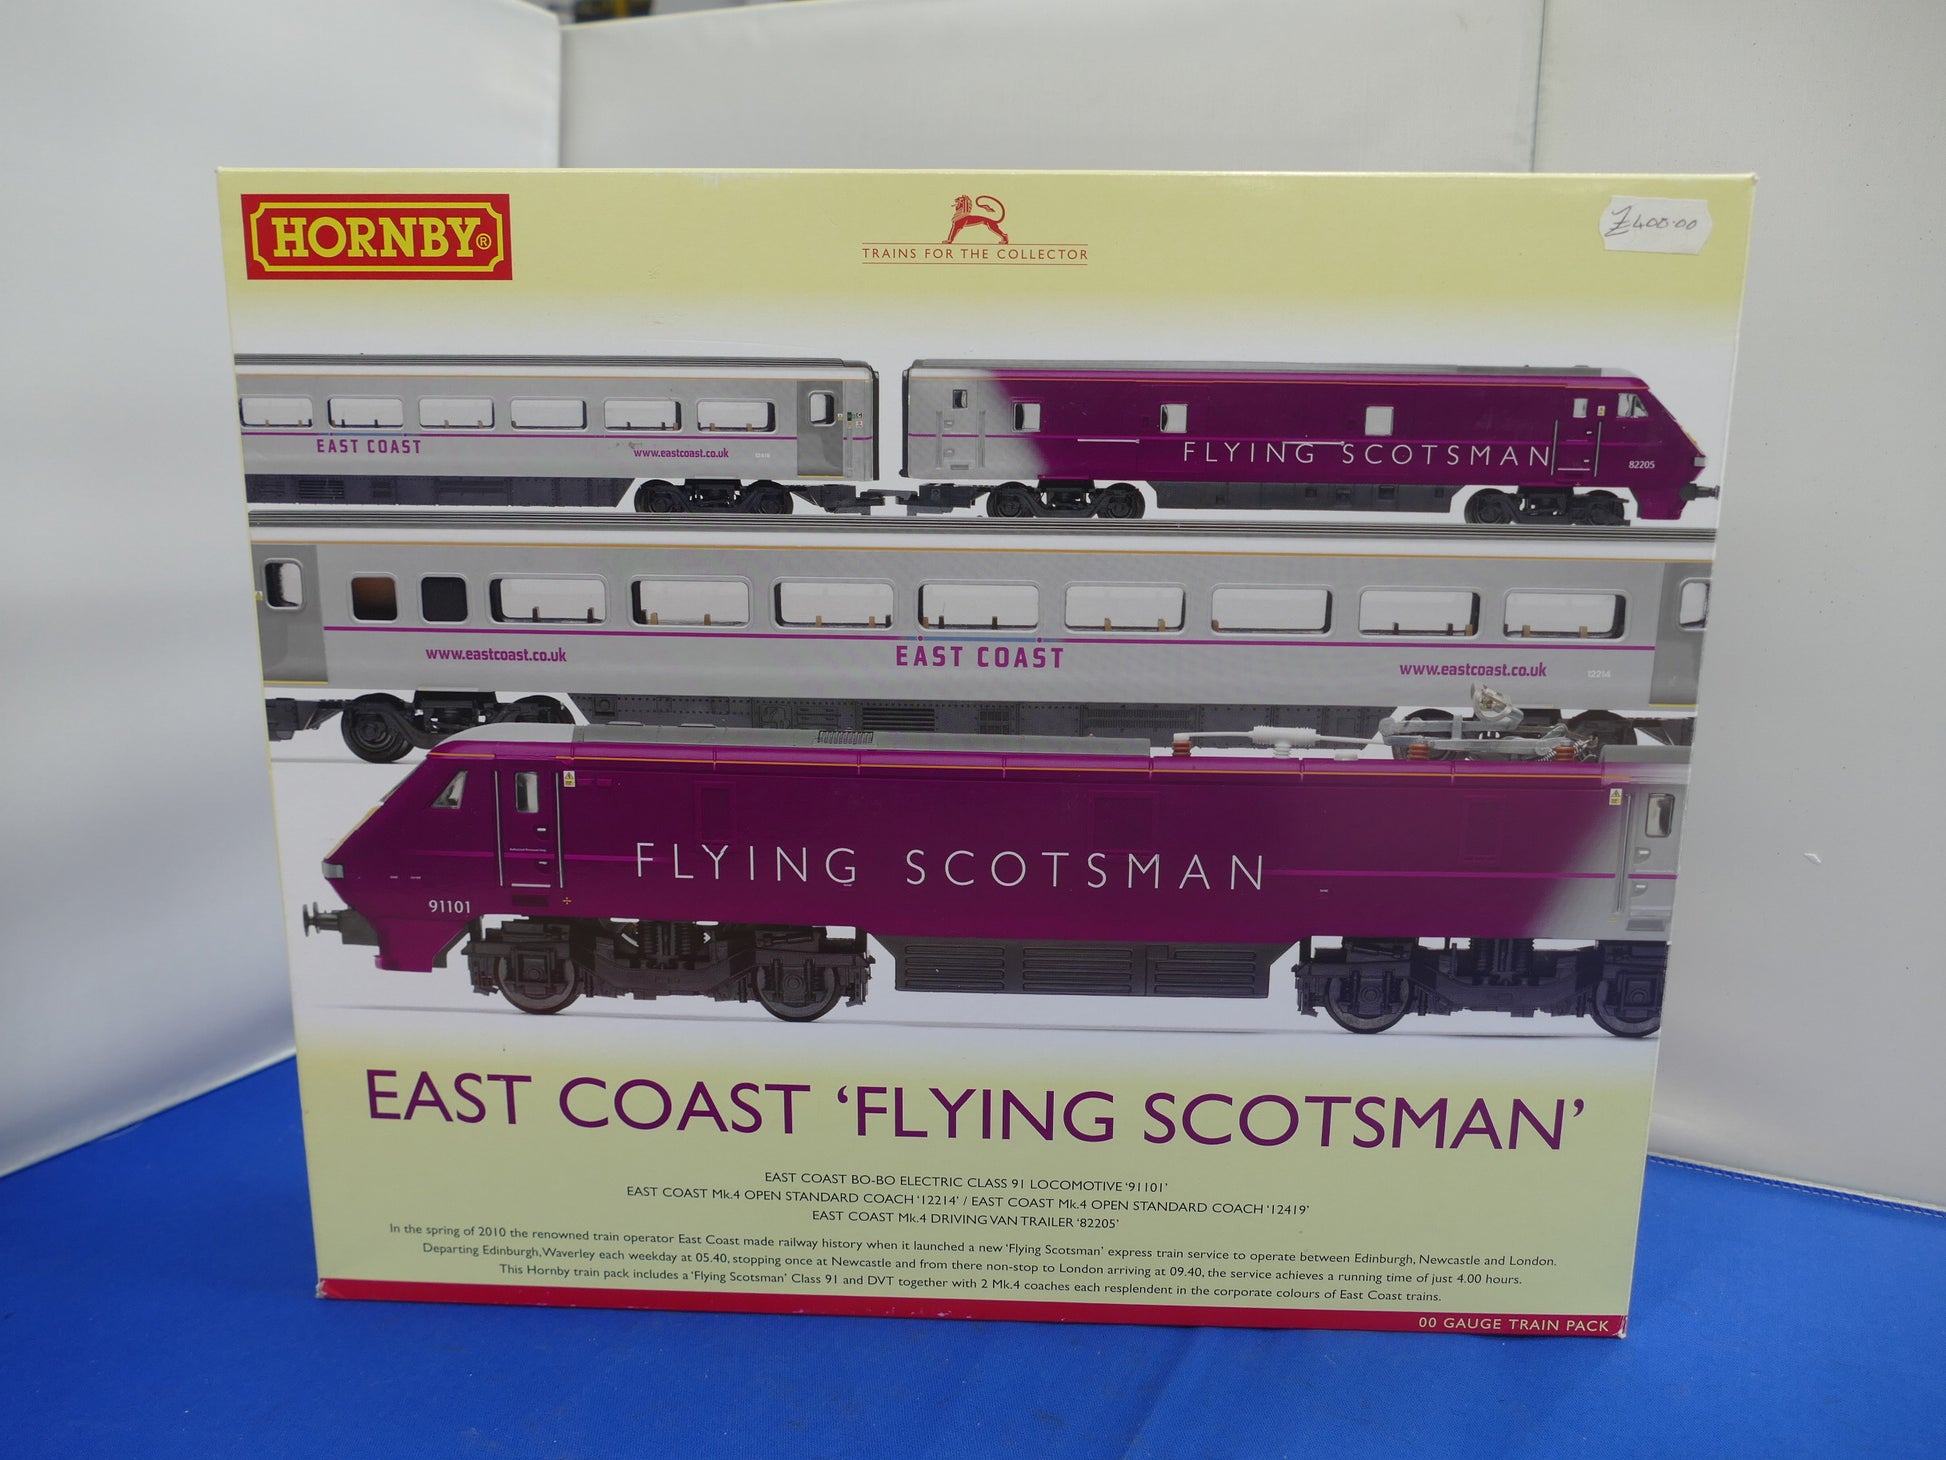 HORNBY®
TRAINS FOR THE COLLECTOR
£400.00
EAST COAST
www.eastcoast.co.uk
12419
FLYING SCOTSMAN
82205
www.eastcoast.co.uk
EAST COAST
www.eastcoast.co.uk
12214
FLYING SCOTSMAN
91101
EAST COAST 'FLYING SCOTSMAN'
EAST COAST BO-BO ELECTRIC CLASS 91 LOCOMOTIVE '91101'
EAST COAST Mk.4 OPEN STANDARD COACH '12214' / EAST COAST Mk.4 OPEN STANDARD COACH '12419'
EAST COAST Mk.4 DRIVING VAN TRAILER '82205'
In the spring of 2010 the renowned train operator East Coast made railway history when it launched a new 'Flying Scotsman' express train service to operate between Edinburgh, Newcastle and London.
Departing Edinburgh, Waverley each weekday at 05.40, stopping once at Newcastle and from there non-stop to London arriving at 09.40, the service achieves a running time of just 4.00 hours.
This Hornby train pack includes a 'Flying Scotsman' Class 91 and DVT together with 2 Mk.4 coaches each resplendent in the corporate colours of East Coast trains.
00 GAUGE TRAIN PACK